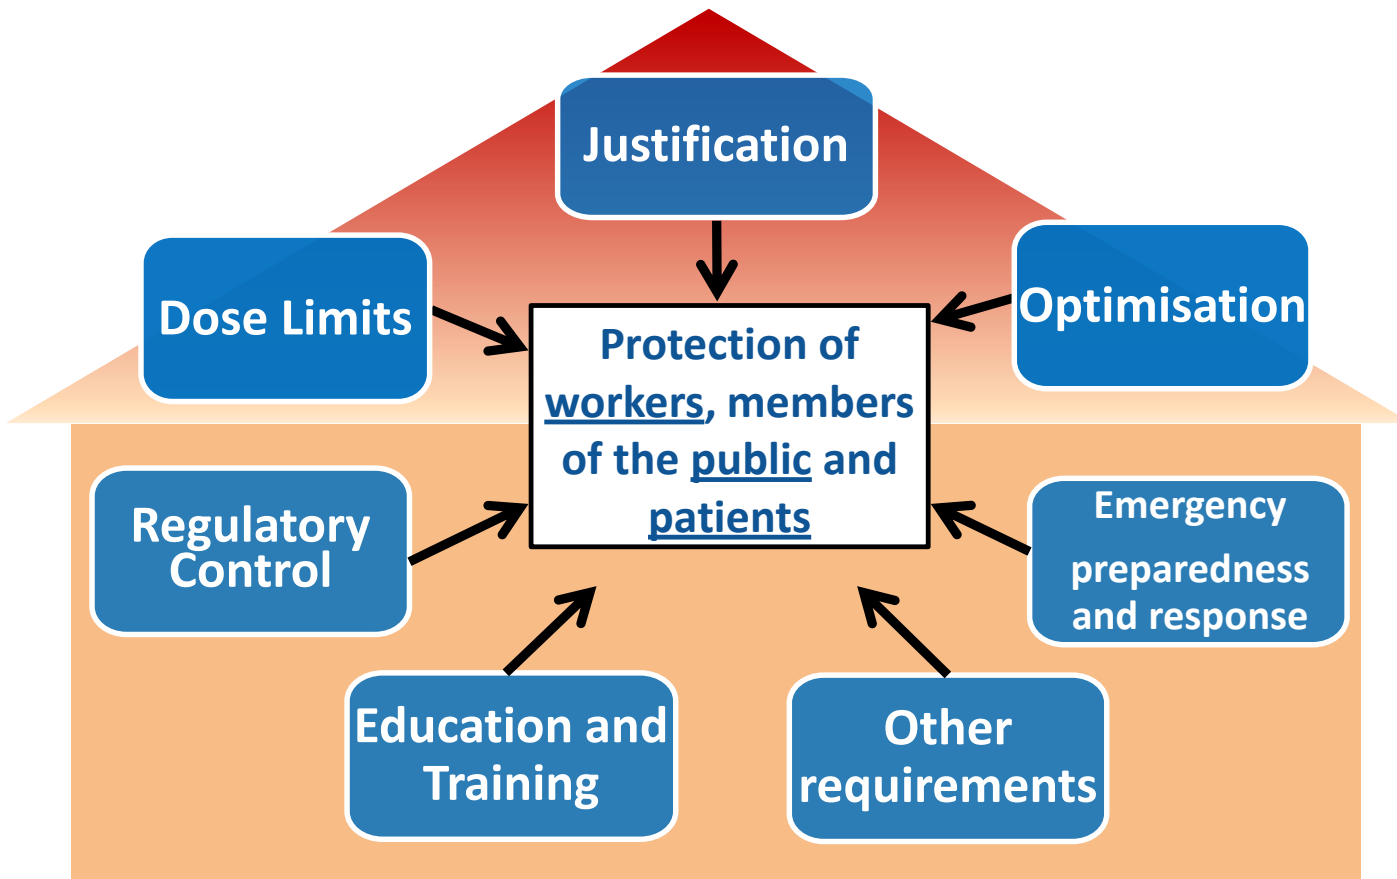 Justification
Dose Limits
Optimisation
Protection of
workers, members
of the public and
patients
Regulatory
Control
Emergency
preparedness
and response
Education and
Training
Other
requirements